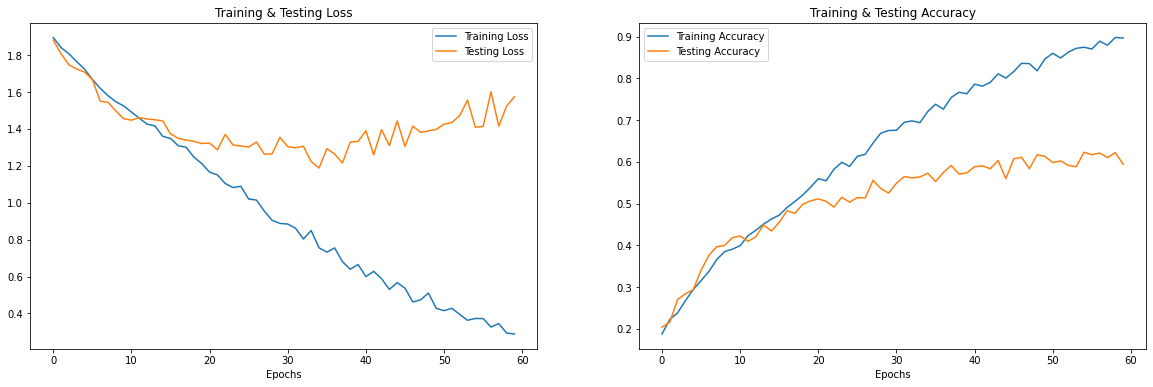 Training & Testing Loss
Training Loss
Testing Loss
1.8
1.6
1.4
1.2
1.0
0.8
0.6
0.4
0 10 20 30 40 50 60
Epochs
Training & Testing Accuracy
Training Accuracy
Testing Accuracy
0.9
0.8
0.7
0.6
0.5
0.4
0.3
0.2
0 10 20 30 40 50 60
Epochs